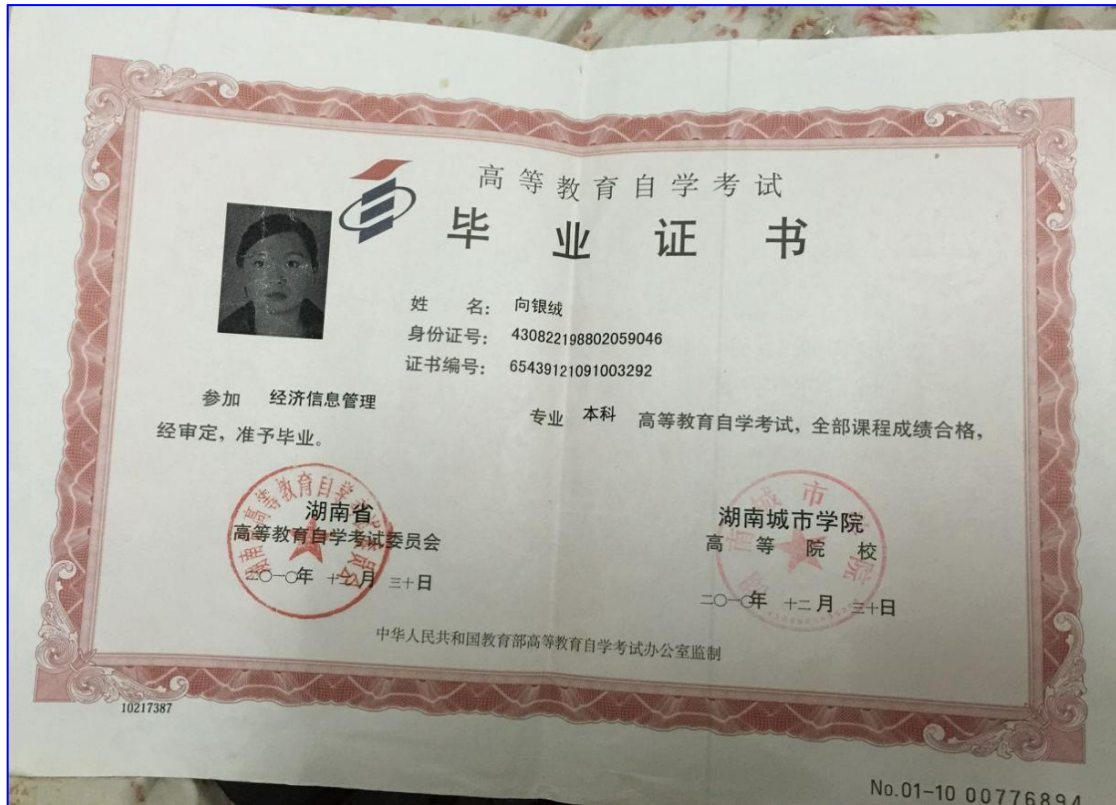 高等教育自学考试
毕业证书
姓 名: 向银绒
身份证号: 430822198802059046
证书编号: 65439121091003292
参加 经济信息管理 专业 本科 高等教育自学考试,全部课程成绩合格,
经审定,准予毕业。
湖南省 湖南城市学院
高等教育自学考试委员会 高等院校
二〇一〇年 十二月 三十日 二〇一〇年 十二月 三十日
中华人民共和国教育部高等教育自学考试办公室监制
10217387
No.01-10 00776894